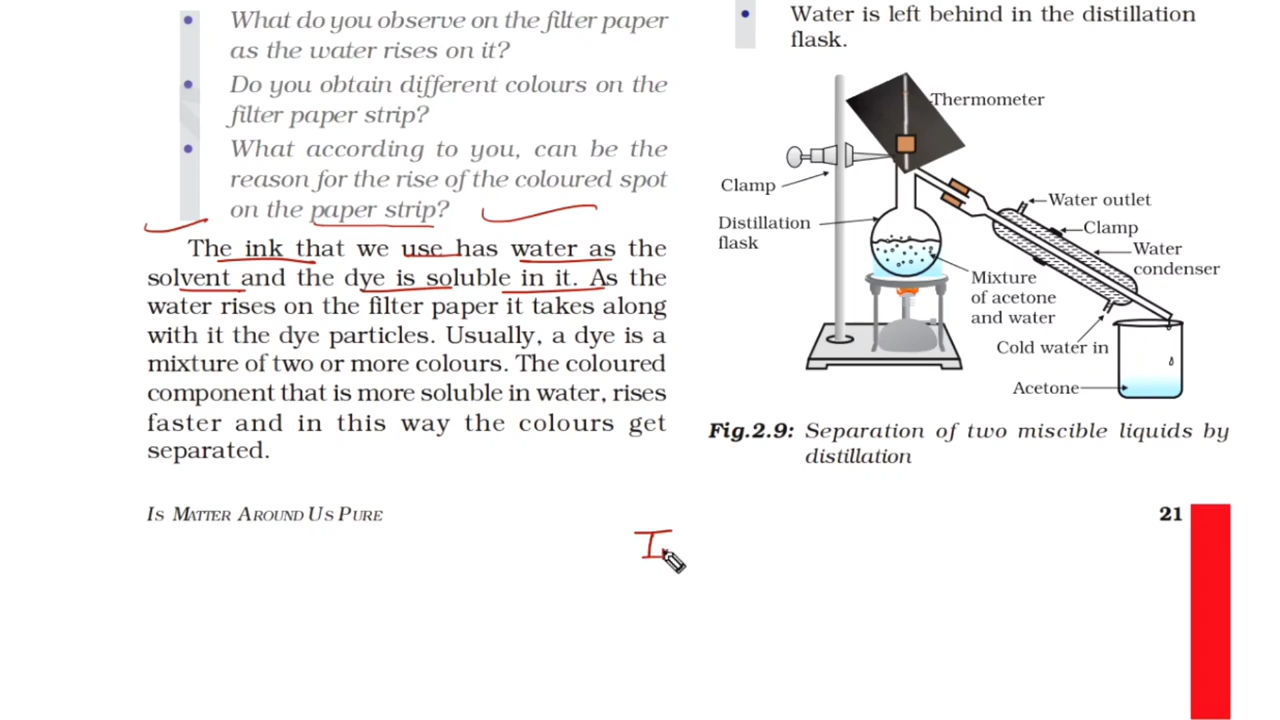 What do you observe on the filter paper
as the water rises on it?
Do you obtain different colours on the
filter paper strip?
What according to you, can be the
reason for the rise of the coloured spot
on the paper strip?
The ink that we use has water as the
solvent and the dye is soluble in it. As the
water rises on the filter paper it takes along
with it the dye particles. Usually, a dye is a
mixture of two or more colours. The coloured
component that is more soluble in water, rises
faster and in this way the colours get
separated.
IS MATTER AROUND US PURE
Water is left behind in the distillation
flask.
Thermometer
Clamp
Distillation
flask
Water outlet
Clamp
Water
condenser
Mixture
of acetone
and water
Cold water in
Acetone
Fig.2.9: Separation of two miscible liquids by
distillation
21
I